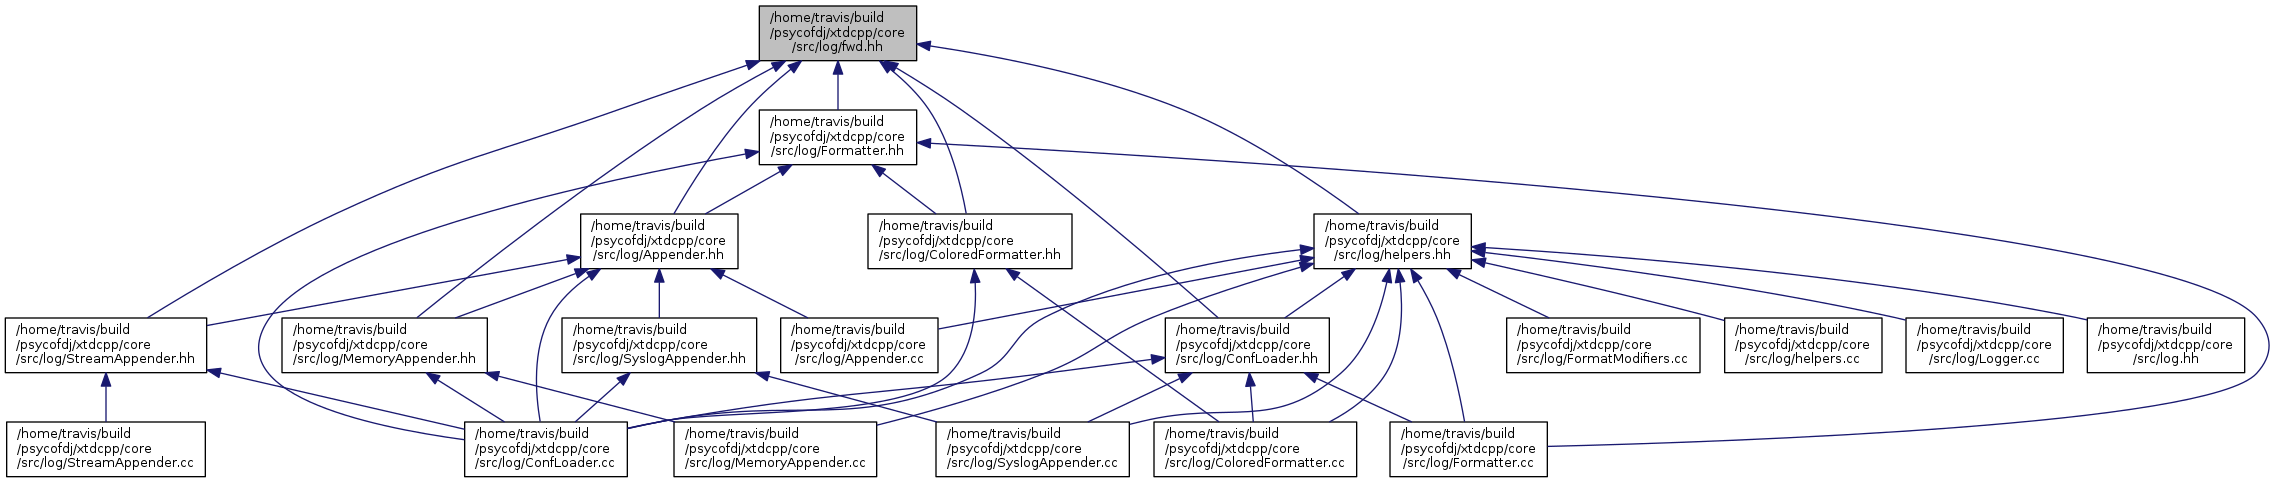 /home/travis/build
/psycofdj/xtdcpp/core
/src/log/fwd.hh
/home/travis/build
/psycofdj/xtdcpp/core
/src/log/Formatter.hh
/home/travis/build
/psycofdj/xtdcpp/core
/src/log/Appender.hh
/home/travis/build
/psycofdj/xtdcpp/core
/src/log/ColoredFormatter.hh
/home/travis/build
/psycofdj/xtdcpp/core
/src/log/helpers.hh
/home/travis/build
/psycofdj/xtdcpp/core
/src/log/StreamAppender.hh
/home/travis/build
/psycofdj/xtdcpp/core
/src/log/MemoryAppender.hh
/home/travis/build
/psycofdj/xtdcpp/core
/src/log/SyslogAppender.hh
/home/travis/build
/psycofdj/xtdcpp/core
/src/log/Appender.cc
/home/travis/build
/psycofdj/xtdcpp/core
/src/log/ConfLoader.hh
/home/travis/build
/psycofdj/xtdcpp/core
/src/log/FormatModifiers.cc
/home/travis/build
/psycofdj/xtdcpp/core
/src/log/helpers.cc
/home/travis/build
/psycofdj/xtdcpp/core
/src/log/Logger.cc
/home/travis/build
/psycofdj/xtdcpp/core
/src/log.hh
/home/travis/build
/psycofdj/xtdcpp/core
/src/log/StreamAppender.cc
/home/travis/build
/psycofdj/xtdcpp/core
/src/log/ConfLoader.cc
/home/travis/build
/psycofdj/xtdcpp/core
/src/log/MemoryAppender.cc
/home/travis/build
/psycofdj/xtdcpp/core
/src/log/SyslogAppender.cc
/home/travis/build
/psycofdj/xtdcpp/core
/src/log/ColoredFormatter.cc
/home/travis/build
/psycofdj/xtdcpp/core
/src/log/Formatter.cc